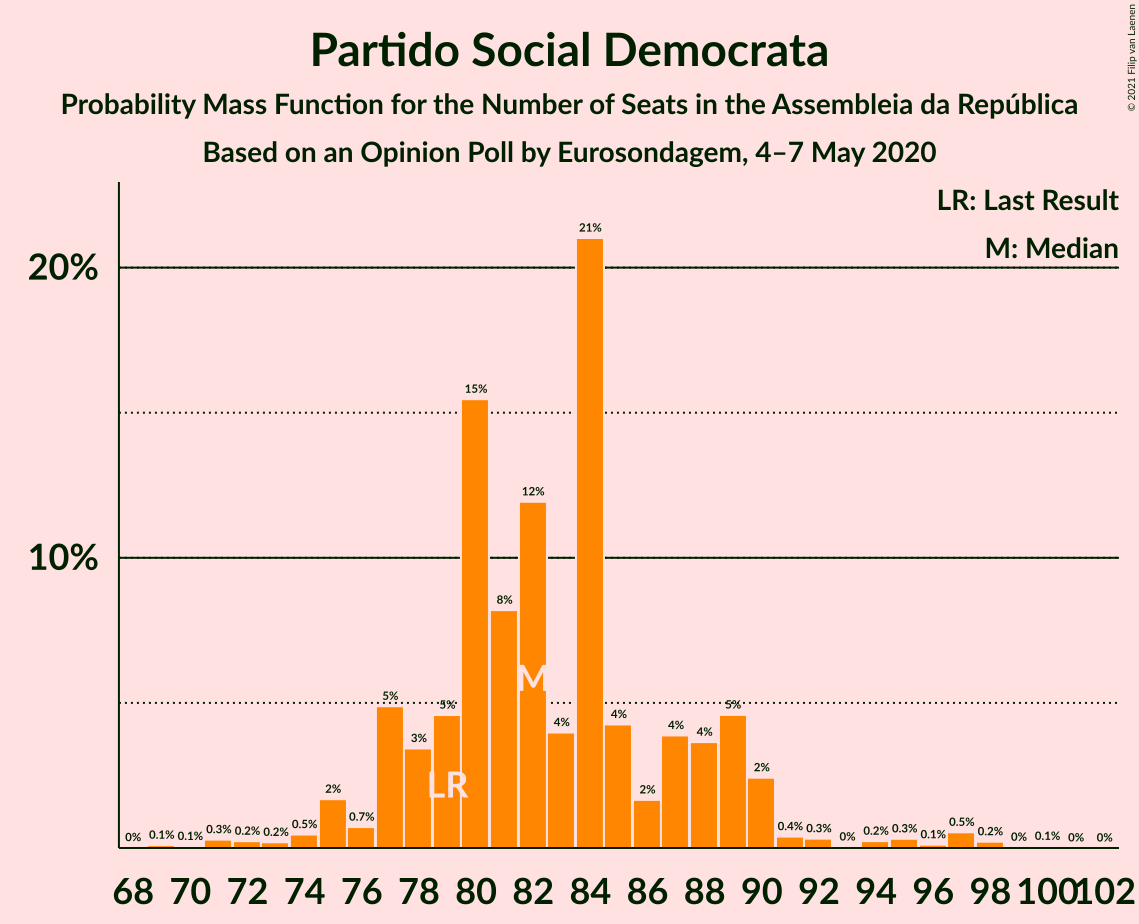 Partido Social Democrata
Probability Mass Function for the Number of Seats in the Assembleia da República
Based on an Opinion Poll by Eurosondagem, 4–7 May 2020
© 2021 Filip van Laenen
LR: Last Result
M: Median
20%
10%
0% 0.1% 0.1% 0.3% 0.2% 0.2% 0.5% 2% 0.7% 5% 3% 5% 15% 8% 12% 4% 21% 4% 2% 4% 4% 5% 2% 0.4% 0.3% 0% 0.2% 0.3% 0.1% 0.5% 0.2% 0% 0.1% 0% 0%
M
LR
68 70 72 74 76 78 80 82 84 86 88 90 92 94 96 98 100 102